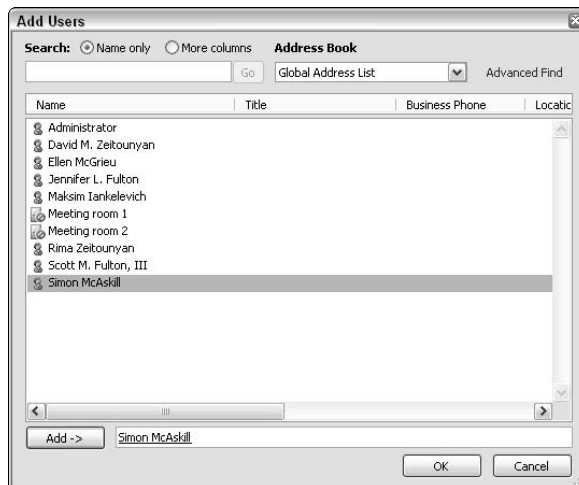 Add Users
Search: Name only More columns Address Book
Go Global Address List Advanced Find
Name Title Business Phone Locatic
Administrator
David M. Zeitounyan
Ellen McGrieu
Jennifer L. Fulton
Maksim Iankelevich
Meeting room 1
Meeting room 2
Rima Zeitounyan
Scott M. Fulton, III
Simon McAskill
Add -> Simon McAskill
OK Cancel